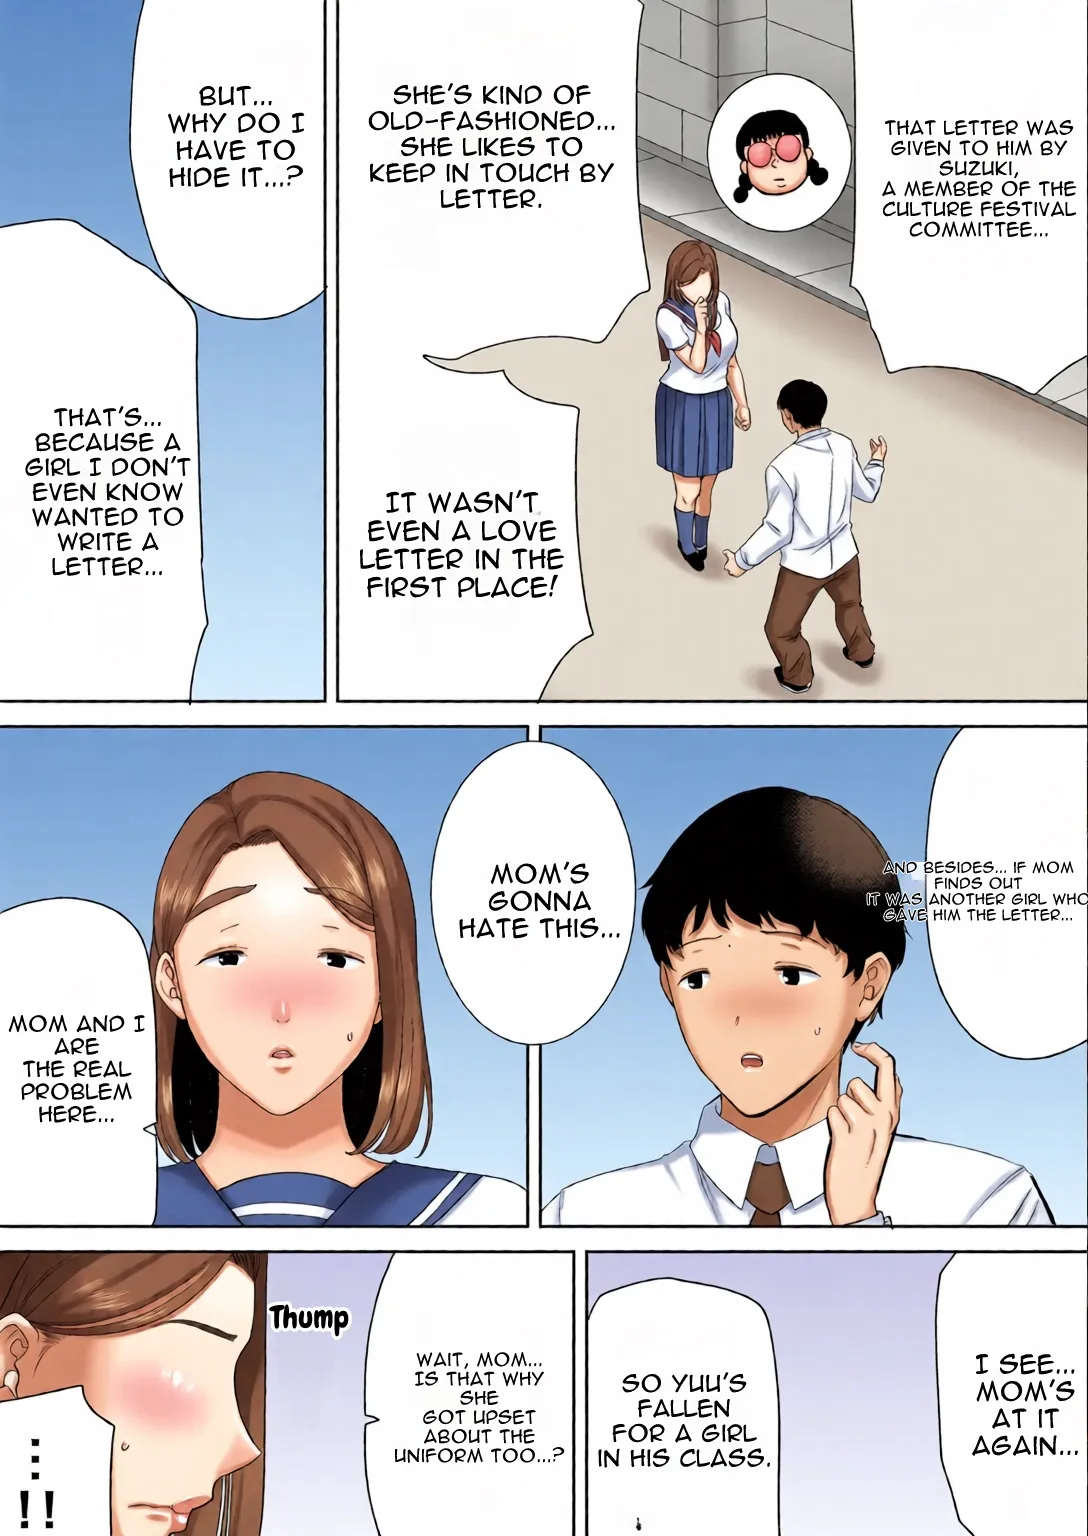 THAT LETTER WAS
GIVEN TO HIM BY
SUZUKI,
A MEMBER OF THE
CULTURE FESTIVAL
COMMITTEE...
SHE'S KIND OF
OLD-FASHIONED...
SHE LIKES TO
KEEP IN TOUCH BY
LETTER.
IT WASN'T
EVEN A LOVE
LETTER IN THE
FIRST PLACE!
BUT...
WHY DO I
HAVE TO
HIDE IT...?
THAT'S...
BECAUSE A
GIRL I DON'T
EVEN KNOW
WANTED TO
WRITE A
LETTER...
AND BESIDES... IF MOM
FINDS OUT
IT WAS ANOTHER GIRL WHO
GAVE HIM THE LETTER...
MOM'S
GONNA
HATE THIS...
MOM AND I
ARE
THE REAL
PROBLEM
HERE...
I SEE...
MOM'S
AT IT
AGAIN...
SO YUU'S
FALLEN
FOR A GIRL
IN HIS CLASS.
WAIT, MOM...
IS THAT WHY
SHE
GOT UPSET
ABOUT THE
UNIFORM TOO...?
Thump
...!!